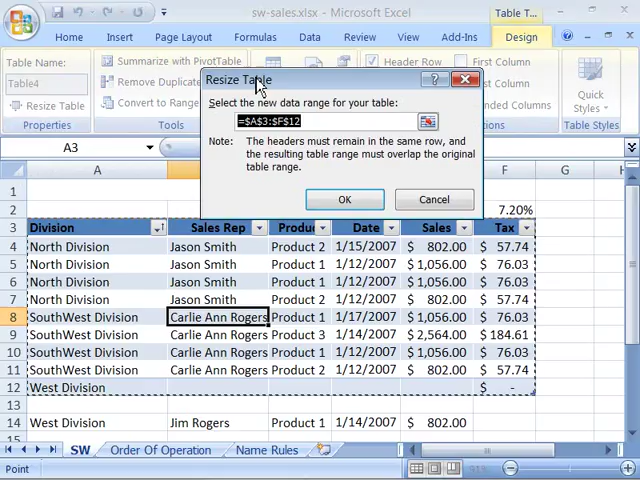 sw-sales.xlsx - Microsoft Excel
Table T...
Home Insert Page Layout Formulas Data Review View Add-Ins Design
Table Name:
Table4
Resize Table
Properties
Summarize with PivotTable
Remove Duplicate
Convert to Range
Tools
Header Row
First Column
Column
Columns
Quick
Styles
Resize Table
Select the new data range for your table:
=$A$3:$F$12
Note: The headers must remain in the same row, and
the resulting table range must overlap the original
table range.
OK Cancel
A3
A F G H
1
2 7.20%
3 Division Sales Rep Produc Date Sales Tax
4 North Division Jason Smith Product 2 1/15/2007 $ 802.00 $ 57.74
5 North Division Jason Smith Product 1 1/12/2007 $ 1,056.00 $ 76.03
6 North Division Jason Smith Product 1 1/12/2007 $ 1,056.00 $ 76.03
7 North Division Jason Smith Product 2 1/12/2007 $ 802.00 $ 57.74
8 SouthWest Division Carlie Ann Rogers Product 1 1/17/2007 $ 1,056.00 $ 76.03
9 SouthWest Division Carlie Ann Rogers Product 3 1/14/2007 $ 2,564.00 $ 184.61
10 SouthWest Division Carlie Ann Rogers Product 1 1/12/2007 $ 1,056.00 $ 76.03
11 SouthWest Division Carlie Ann Rogers Product 2 1/12/2007 $ 802.00 $ 57.74
12 West Division $ -
13
14 West Division Jim Rogers Product 1 1/14/2007 $ 802.00
15
SW Order Of Operation Name Rules
Point